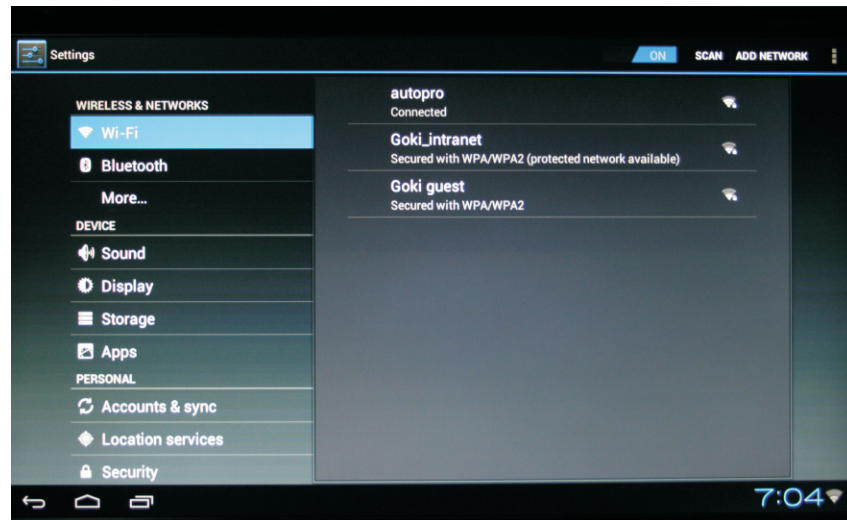 Settings
ON
SCAN
ADD NETWORK
WIRELESS & NETWORKS
Wi-Fi
Bluetooth
More...
DEVICE
Sound
Display
Storage
Apps
PERSONAL
Accounts & sync
Location services
Security
autopro
Connected
Goki_intranet
Secured with WPA/WPA2 (protected network available)
Goki guest
Secured with WPA/WPA2
7:04